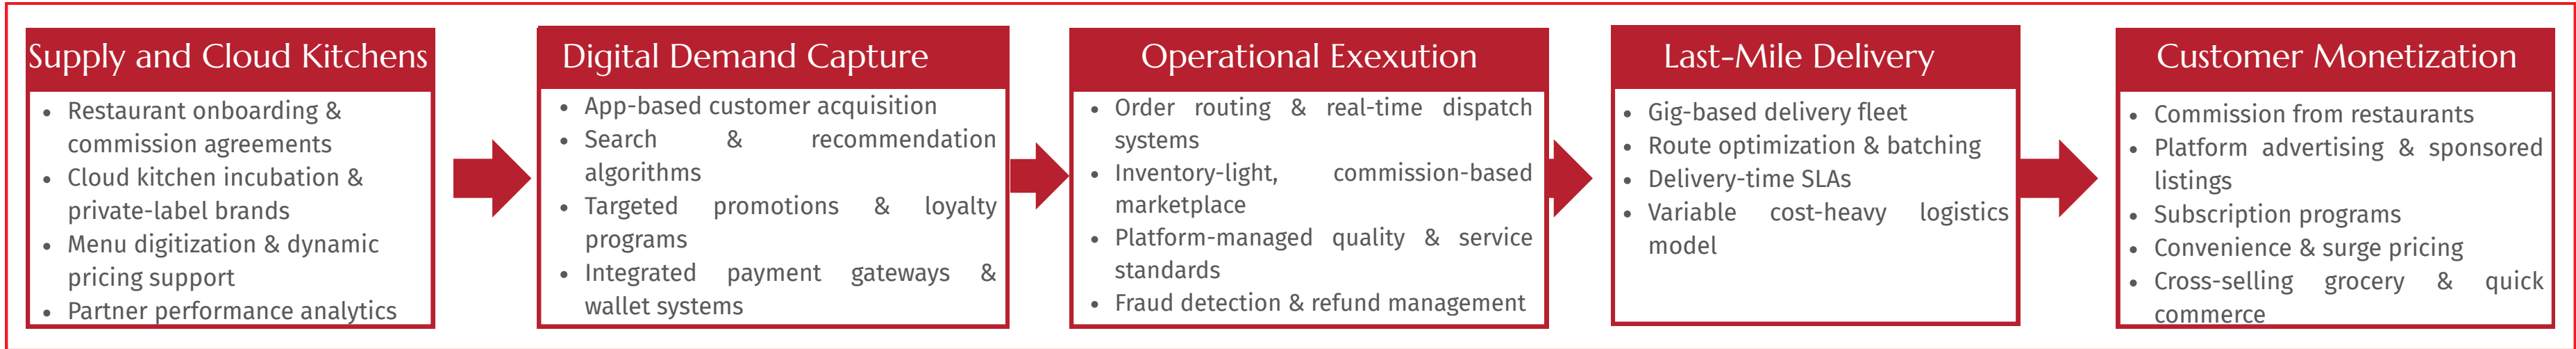 Supply and Cloud Kitchens
• Restaurant onboarding &
commission agreements
• Cloud kitchen incubation &
private-label brands
• Menu digitization & dynamic
pricing support
• Partner performance analytics
Digital Demand Capture
• App-based customer acquisition
• Search & recommendation
algorithms
• Targeted promotions & loyalty
programs
• Integrated payment gateways &
wallet systems
Operational Exexution
• Order routing & real-time dispatch
systems
• Inventory-light, commission-based
marketplace
• Platform-managed quality & service
standards
• Fraud detection & refund management
Last-Mile Delivery
• Gig-based delivery fleet
• Route optimization & batching
• Delivery-time SLAs
• Variable cost-heavy logistics
model
Customer Monetization
• Commission from restaurants
• Platform advertising & sponsored
listings
• Subscription programs
• Convenience & surge pricing
• Cross-selling grocery & quick
commerce